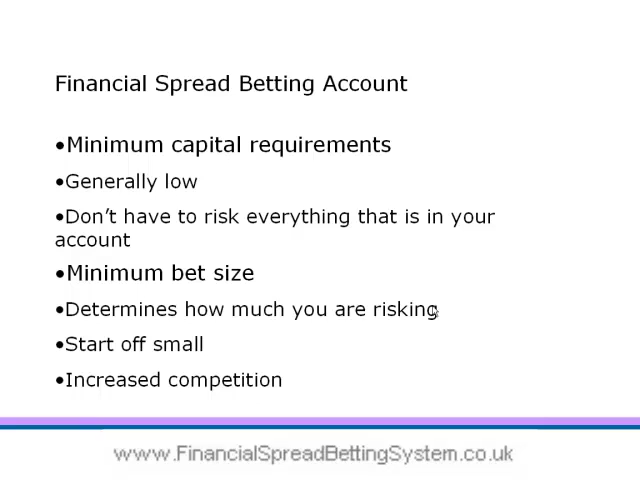 Financial Spread Betting Account
•Minimum capital requirements
•Generally low
•Don't have to risk everything that is in your
account
•Minimum bet size
•Determines how much you are risking
•Start off small
•Increased competition
www.FinancialSpreadBettingSystem.co.uk